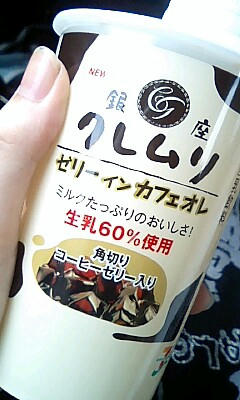 NEW
銀座
クレムリ
ゼリーインカフェオレ
ミルクたっぷりのおいしさ!
生乳60%使用
角切り
コーヒーゼリー入り